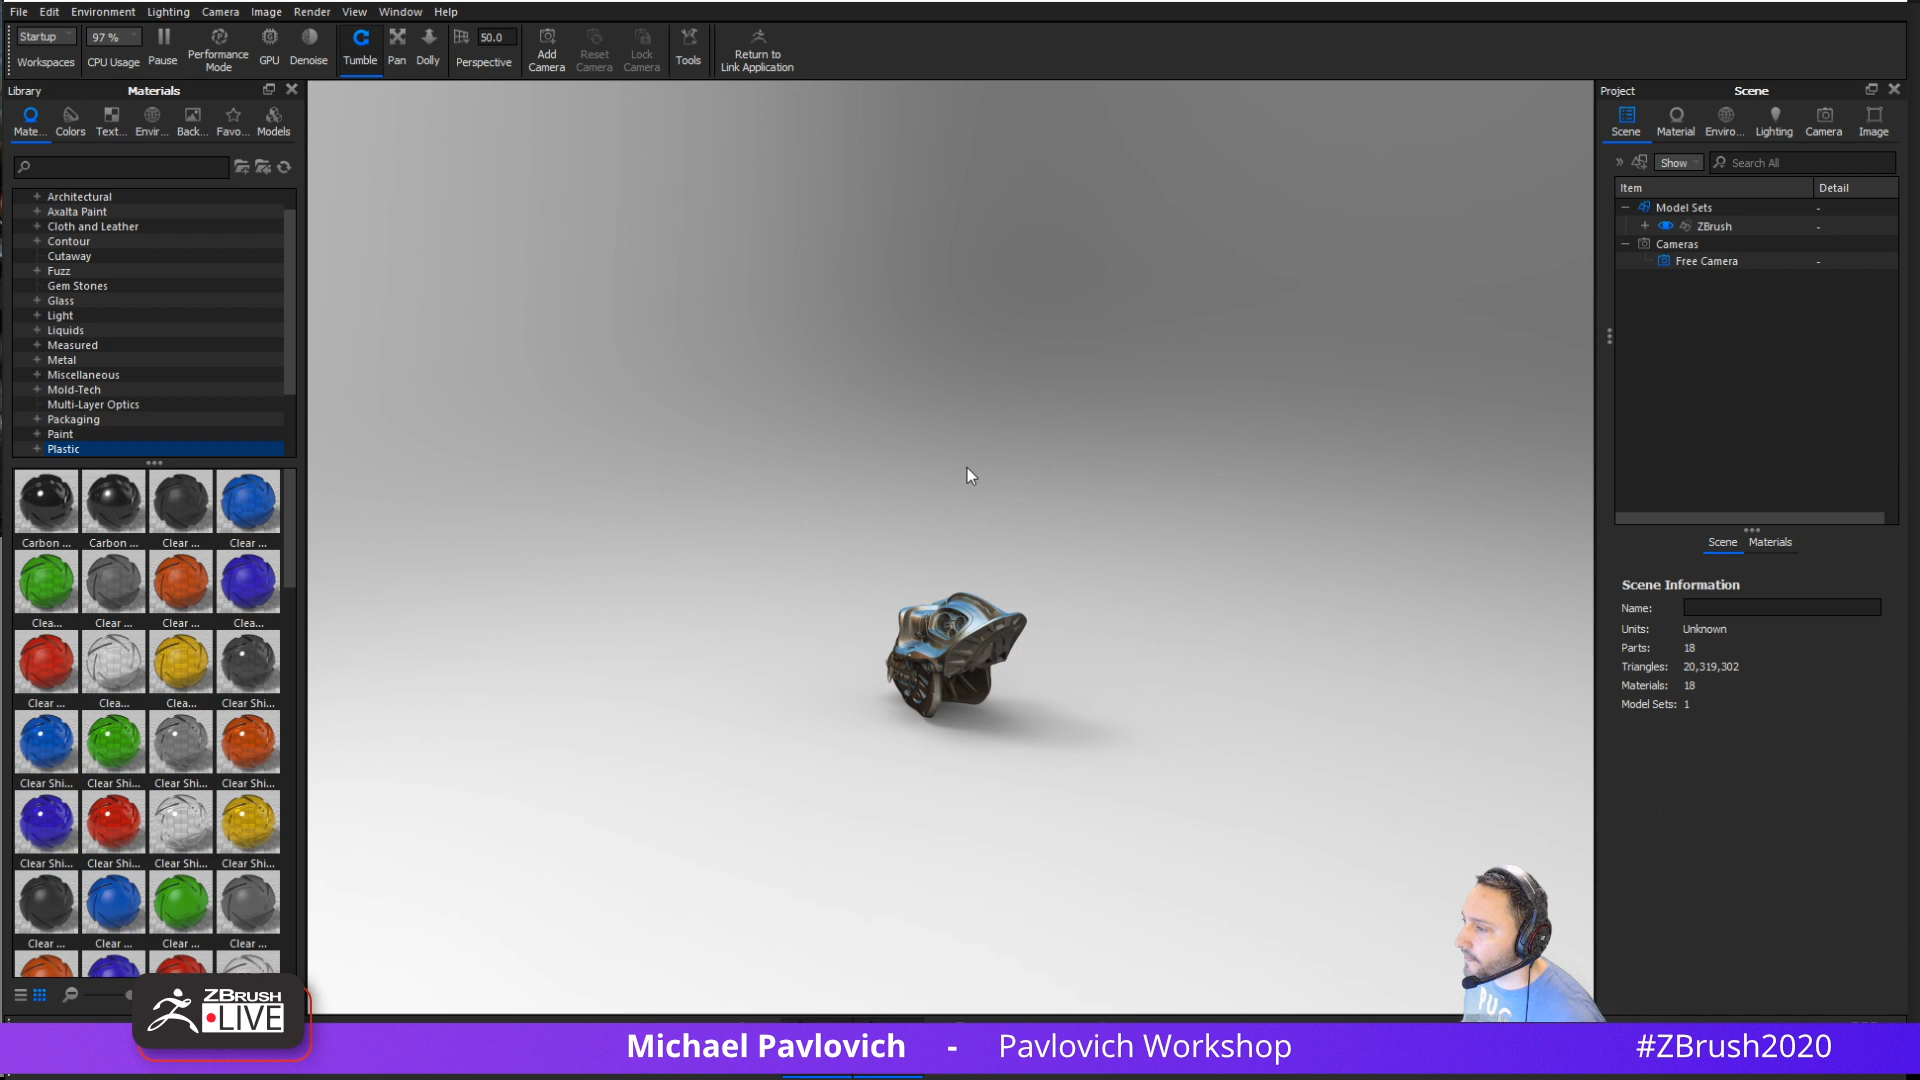 File Edit Environment Lighting Camera Image Render View Window Help
Startup 97 % 50.0
Workspaces CPU Usage Pause Performance Mode GPU Denoise Tumble Pan Dolly Perspective Add Camera Reset Camera Lock Camera Tools Return to Link Application
Library Materials
Mate... Colors Text... Envir... Back... Favo... Models
Architectural
Axalta Paint
Cloth and Leather
Contour
Cutaway
Fuzz
Gem Stones
Glass
Light
Liquids
Measured
Metal
Miscellaneous
Mold-Tech
Multi-Layer Optics
Packaging
Paint
Plastic
Carbon ... Carbon ... Clear ... Clear ...
Clea... Clear ... Clear ... Clea...
Clear ... Clea... Clea... Clear Shi...
Clear Shi... Clear Shi... Clear Shi... Clear Shi...
Clear Shi... Clear Shi... Clear Shi... Clear Shi...
Clear ... Clear ... Clear ... Clear ...
Project Scene
Scene Material Enviro... Lighting Camera Image
Show Search All
Item Detail
Model Sets -
ZBrush -
Cameras
Free Camera -
Scene Materials
Scene Information
Name:
Units: Unknown
Parts: 18
Triangles: 20,319,302
Materials: 18
Model Sets: 1
PUG
ZBRUSH
LIVE
Michael Pavlovich - Pavlovich Workshop #ZBrush2020